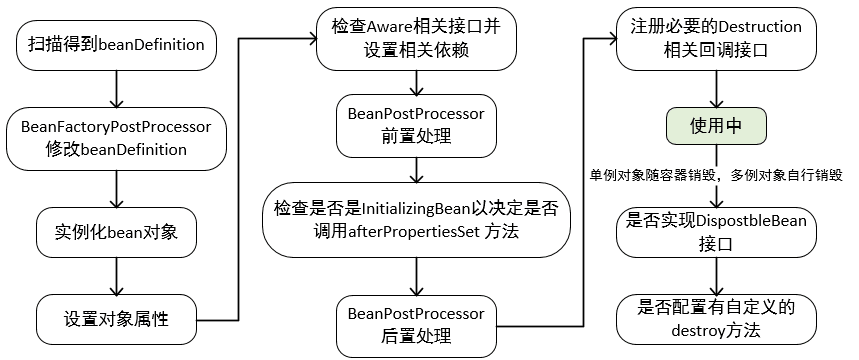 扫描得到beanDefinition
BeanFactoryPostProcessor
修改beanDefinition
实例化bean对象
设置对象属性
检查Aware相关接口并
设置相关依赖
BeanPostProcessor
前置处理
检查是否是InitializingBean以决定是否
调用afterPropertiesSet 方法
BeanPostProcessor
后置处理
注册必要的Destruction
相关回调接口
使用中
单例对象随容器销毁，多例对象自行销毁
是否实现DispostbleBean
接口
是否配置有自定义的
destroy方法